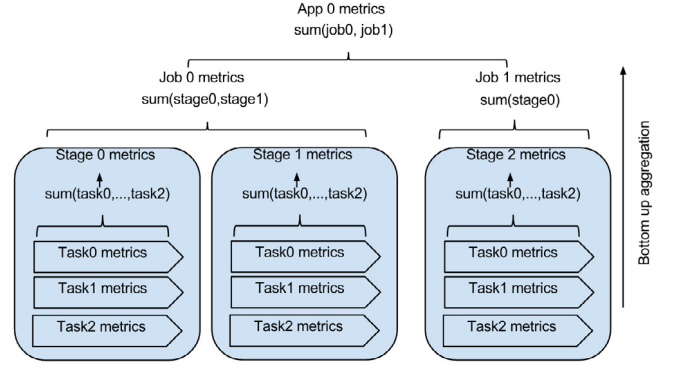 App 0 metrics
sum(job0, job1)
Job 0 metrics
sum(stage0,stage1)
Job 1 metrics
sum(stage0)
Stage 0 metrics
sum(task0,...,task2)
Task0 metrics
Task1 metrics
Task2 metrics
Stage 1 metrics
sum(task0,...,task2)
Task0 metrics
Task1 metrics
Task2 metrics
Stage 2 metrics
sum(task0,...,task2)
Task0 metrics
Task1 metrics
Task2 metrics
Bottom up aggregation